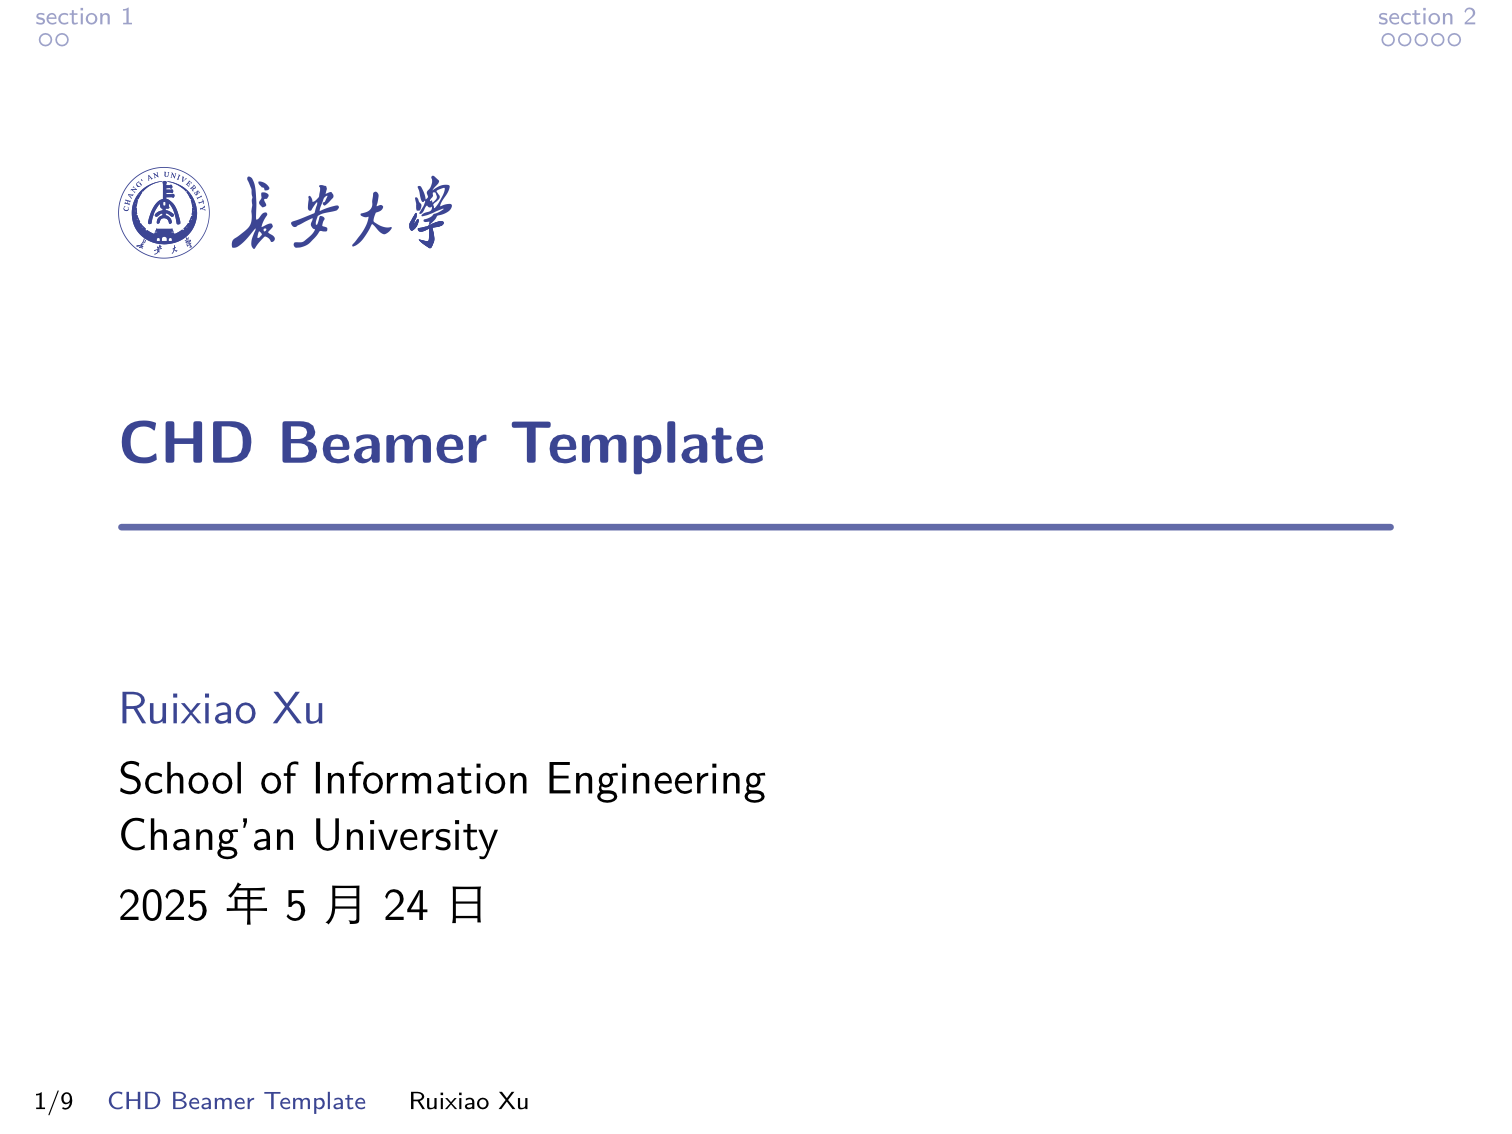 section 1
section 2
CHANG' AN UNIVERSITY
長安大學
長安大學
CHD Beamer Template
Ruixiao Xu
School of Information Engineering
Chang'an University
2025 年 5 月 24 日
1/9 CHD Beamer Template Ruixiao Xu